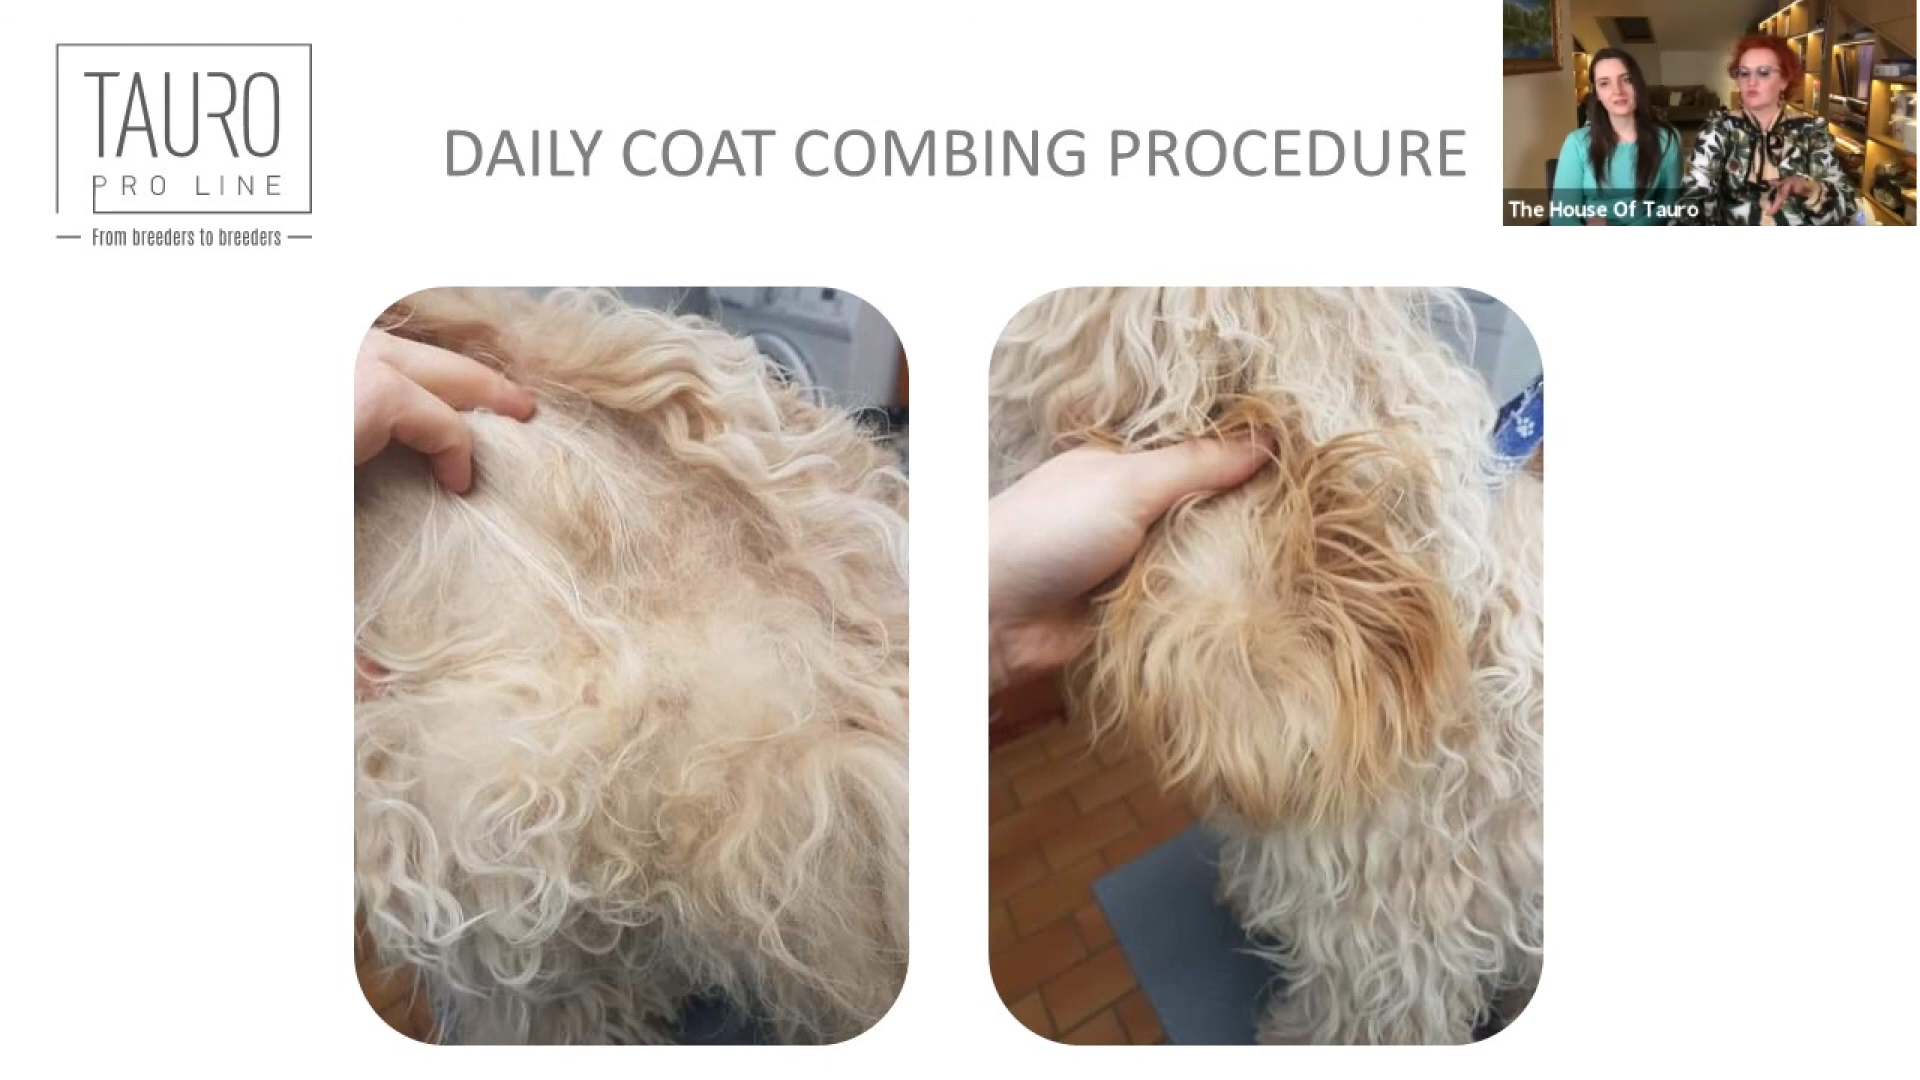 TAURO
PRO LINE
From breeders to breeders
DAILY COAT COMBING PROCEDURE
The House Of Tauro